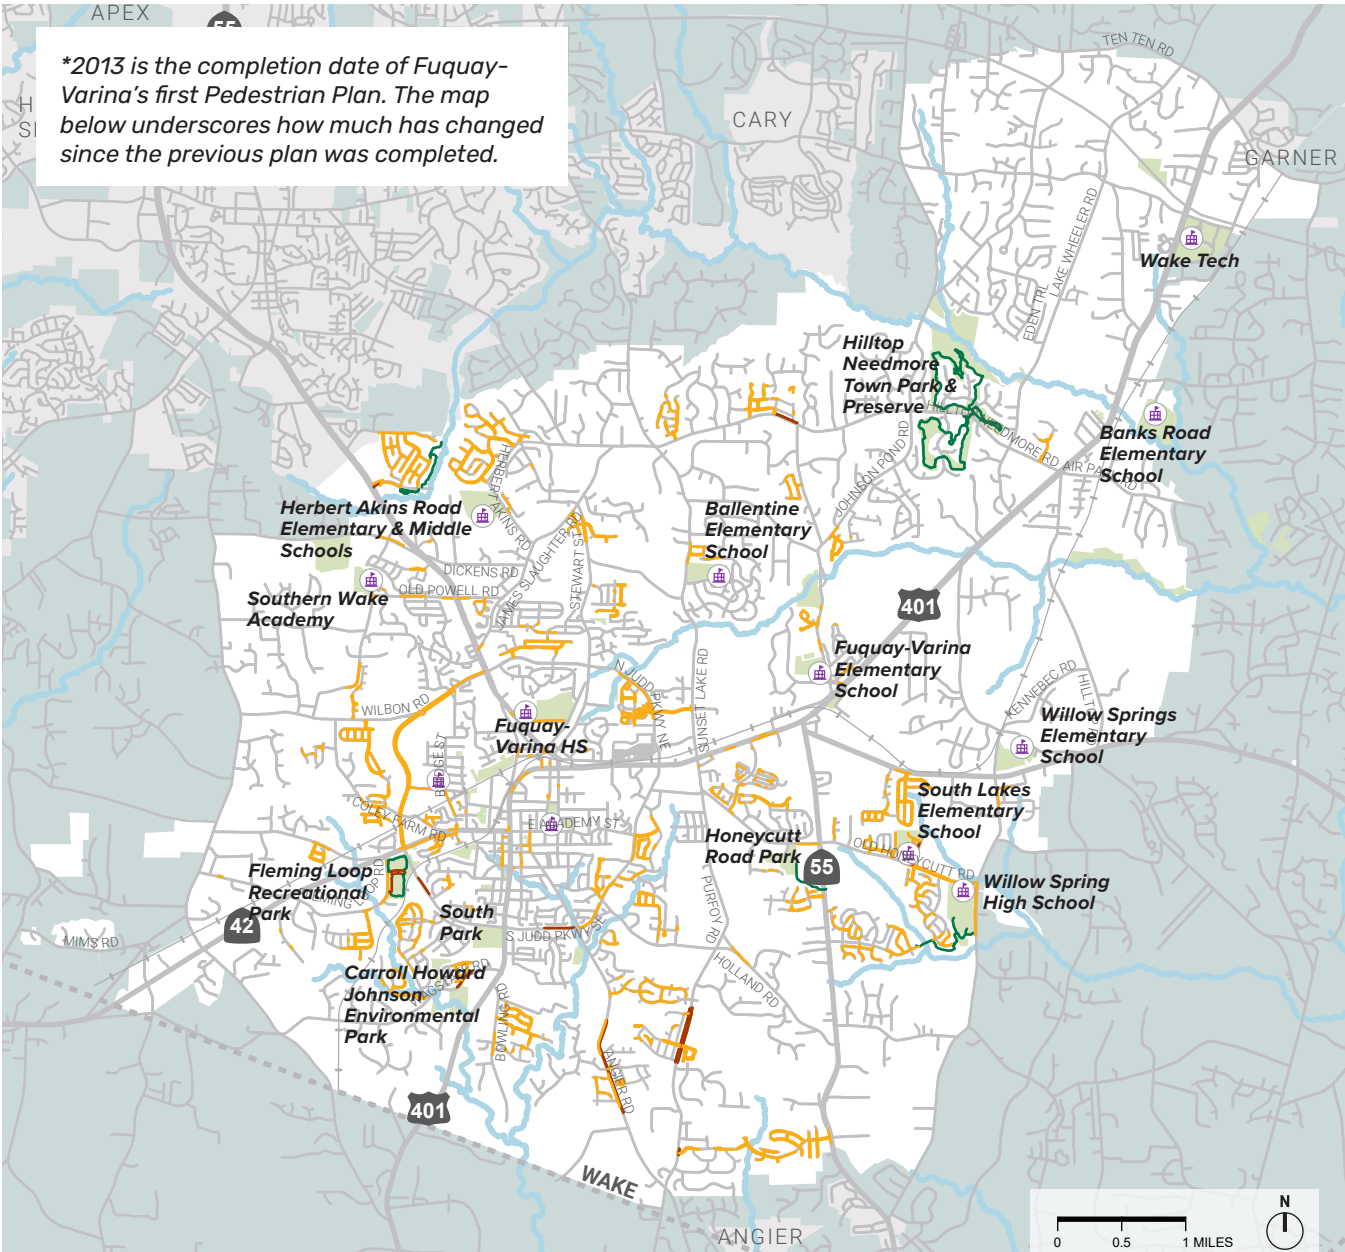 APEX
55
*2013 is the completion date of Fuquay-
Varina's first Pedestrian Plan. The map
below underscores how much has changed
since the previous plan was completed.
H
CARY
TEN TEN RD
GARNER
LAKE WHEELER RD
EDEN TRL
Wake Tech
Hilltop
Needmore
Town Park &
Preserve
JOHNSON POND RD
AIR PA
Banks Road
Elementary
School
HERBERT AKINS RD
Herbert Akins Road
Elementary & Middle
Schools
Ballentine
Elementary
School
DICKENS RD
OLD POWELL RD
JAMES SLAUGHTER RD
STEWART ST
Southern Wake
Academy
401
Fuquay-Varina
Elementary
School
N JUDD PKWY NE
SUNSET LAKE RD
WILBON RD
KENNEBEC RD
Willow Springs
Elementary
School
Fuquay-
Varina HS
South Lakes
Elementary
School
COLEY FARM RD
E ACADEMY ST
Honeycutt
Road Park
OLD HONEYCUTT RD
55
Fleming Loop
Recreational
Park
Willow Spring
High School
42
MIMS RD
South
Park
S JUDD PKWY SE
PURFOY RD
HOLLAND RD
Carroll Howard
Johnson
Environmental
Park
BOWLING RD
ANGIER RD
401
WAKE
ANGIER
N
0 0.5 1 MILES